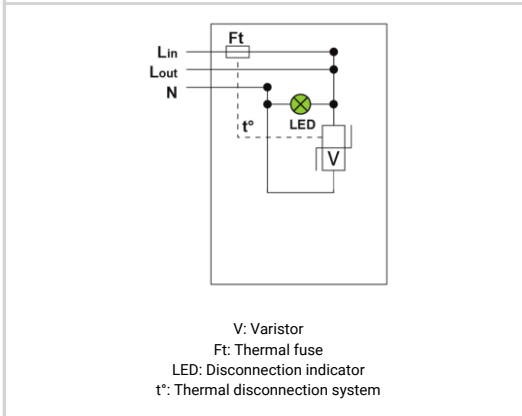 Ft
Lin
Lout
N
LED
t°
V
V: Varistor
Ft: Thermal fuse
LED: Disconnection indicator
t°: Thermal disconnection system